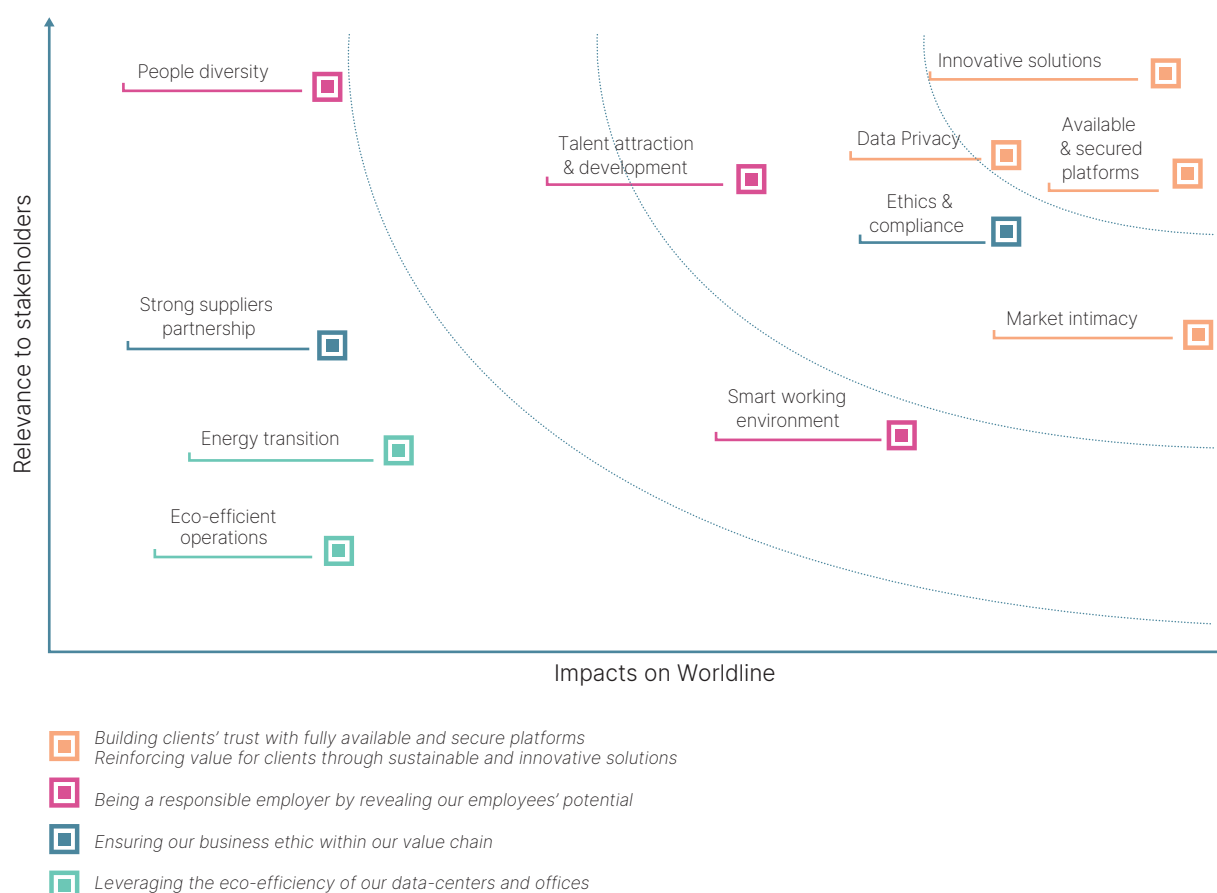 People diversity
Innovative solutions
Talent attraction
& development
Data Privacy
Available
& secured
platforms
Ethics &
compliance
Strong suppliers
partnership
Market intimacy
Smart working
environment
Energy transition
Eco-efficient
operations
Relevance to stakeholders
Impacts on Worldline
Building clients’ trust with fully available and secure platforms
Reinforcing value for clients through sustainable and innovative solutions
Being a responsible employer by revealing our employees’ potential
Ensuring our business ethic within our value chain
Leveraging the eco-efficiency of our data-centers and offices